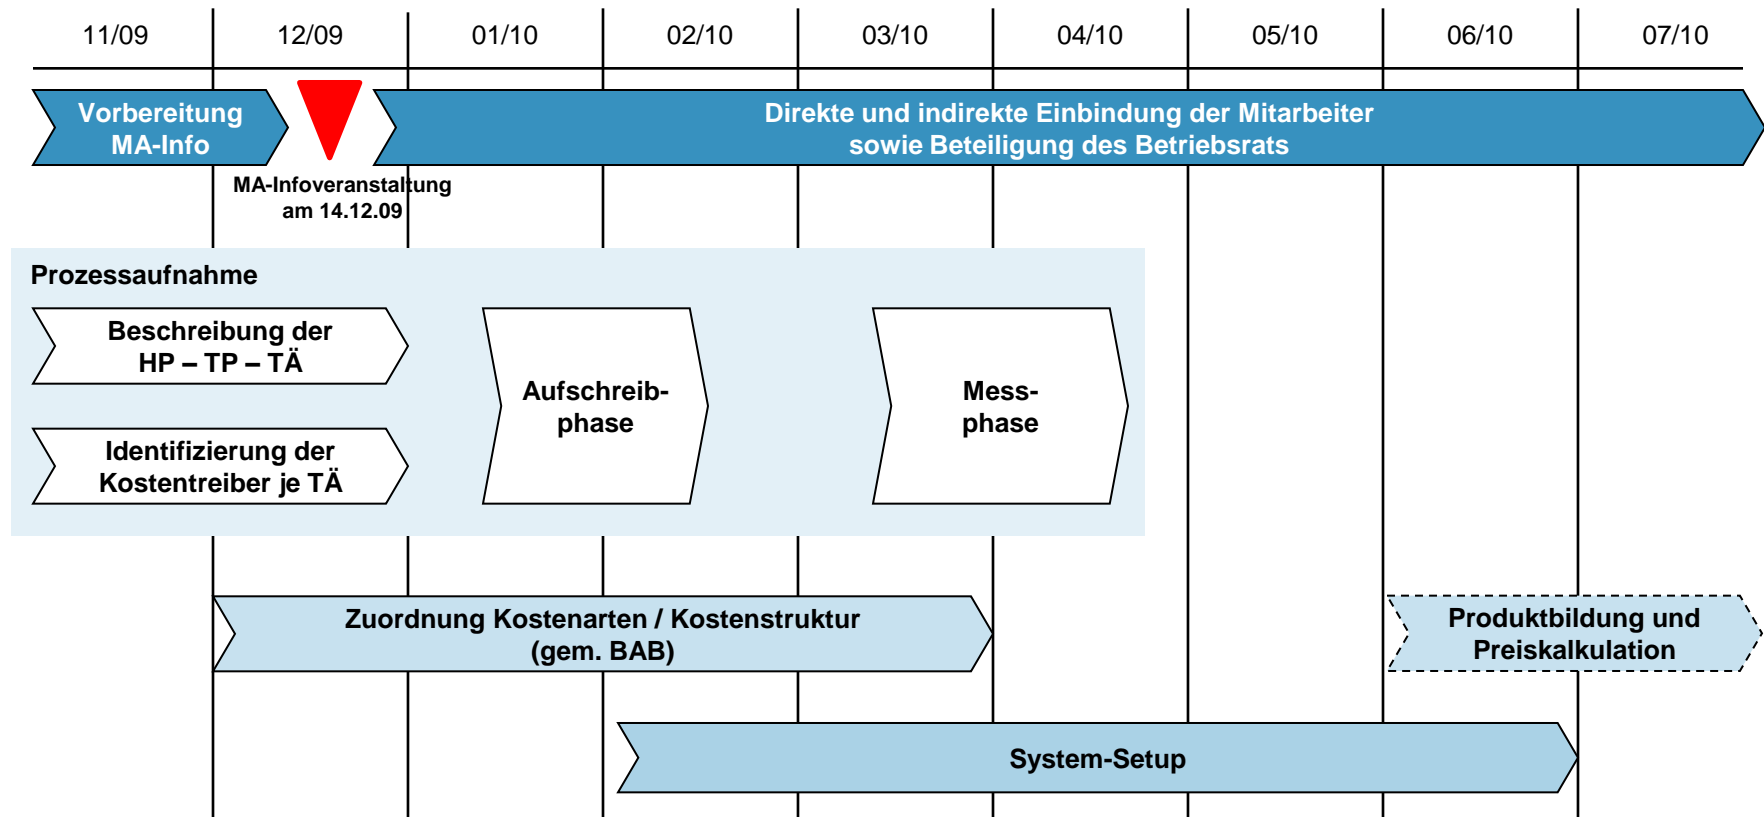 11/09
12/09
01/10
02/10
03/10
04/10
05/10
06/10
07/10
Vorbereitung
MA-Info
Direkte und indirekte Einbindung der Mitarbeiter
sowie Beteiligung des Betriebsrats
MA-Infoveranstaltung
am 14.12.09
Prozessaufnahme
Beschreibung der
HP – TP – TÄ
Identifizierung der
Kostentreiber je TÄ
Aufschreib-
phase
Mess-
phase
Zuordnung Kostenarten / Kostenstruktur
(gem. BAB)
Produktbildung und
Preiskalkulation
System-Setup